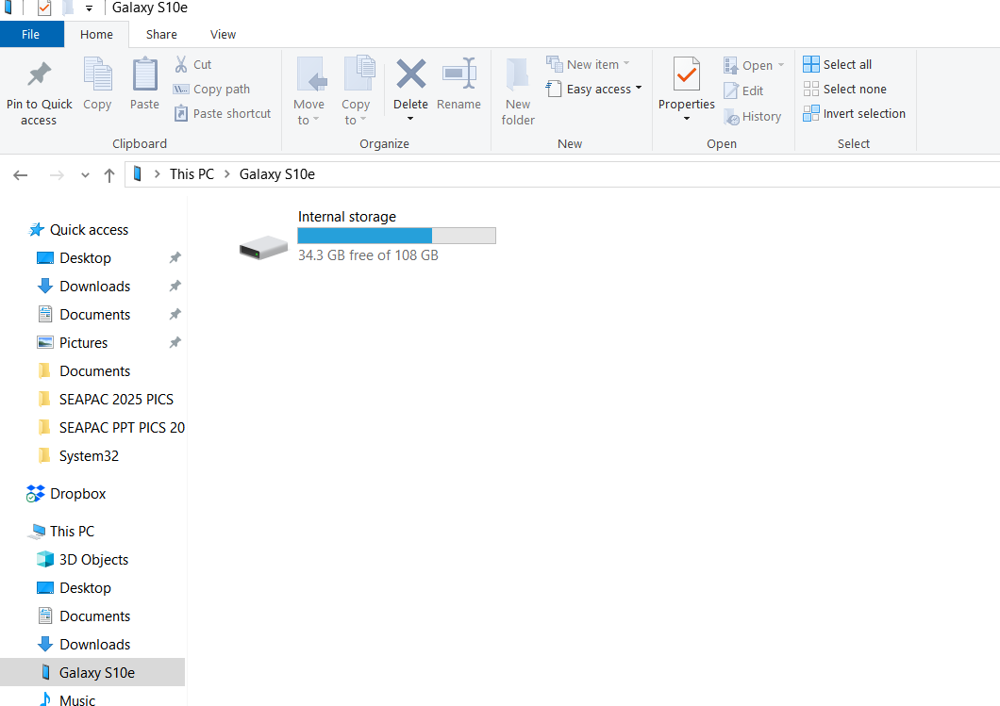 Galaxy S10e
File Home Share View
Pin to Quick access
Copy
Paste
Cut
Copy path
Paste shortcut
Clipboard
Move to
Copy to
Delete
Rename
Organize
New folder
New item
Easy access
New
Properties
Open
Edit
History
Open
Select all
Select none
Invert selection
Select
This PC > Galaxy S10e
Quick access
Desktop
Downloads
Documents
Pictures
Documents
SEAPAC 2025 PICS
SEAPAC PPT PICS 20
System32
Dropbox
This PC
3D Objects
Desktop
Documents
Downloads
Galaxy S10e
Music
Internal storage
34.3 GB free of 108 GB